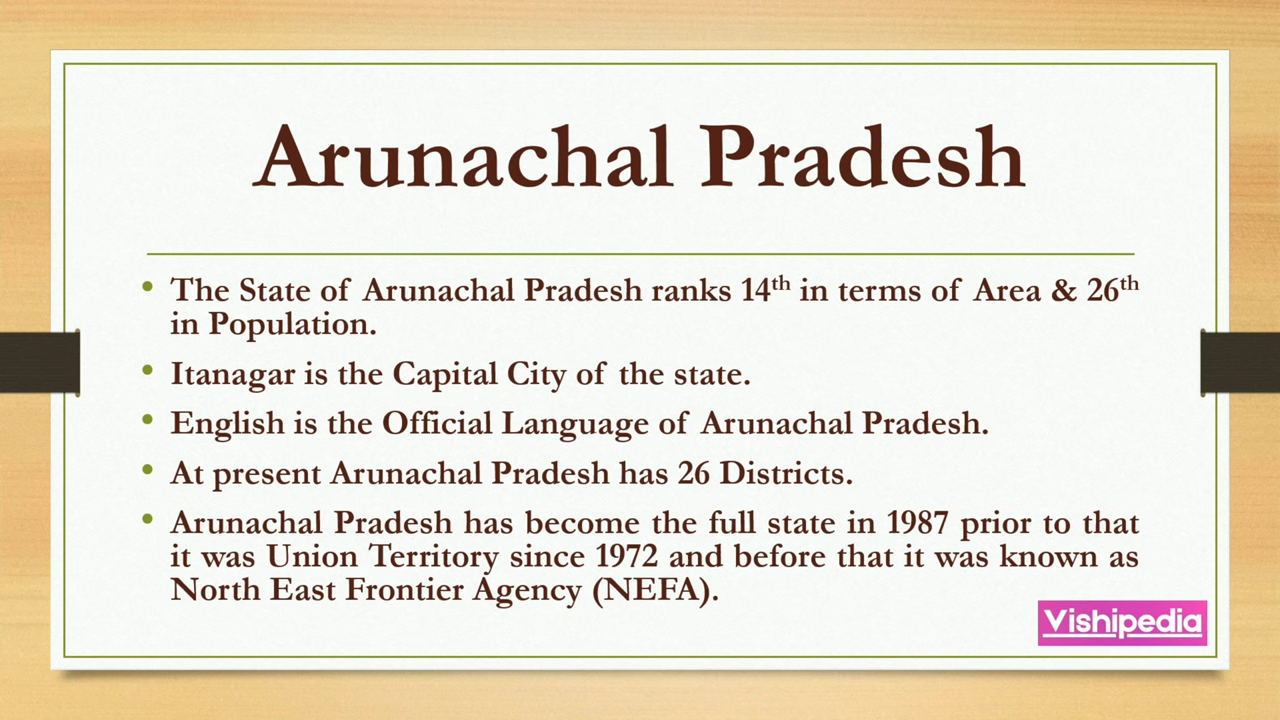 Arunachal Pradesh
• The State of Arunachal Pradesh ranks 14th in terms of Area & 26th
in Population.
• Itanagar is the Capital City of the state.
• English is the Official Language of Arunachal Pradesh.
• At present Arunachal Pradesh has 26 Districts.
• Arunachal Pradesh has become the full state in 1987 prior to that
it was Union Territory since 1972 and before that it was known as
North East Frontier Agency (NEFA).
Vishipedia